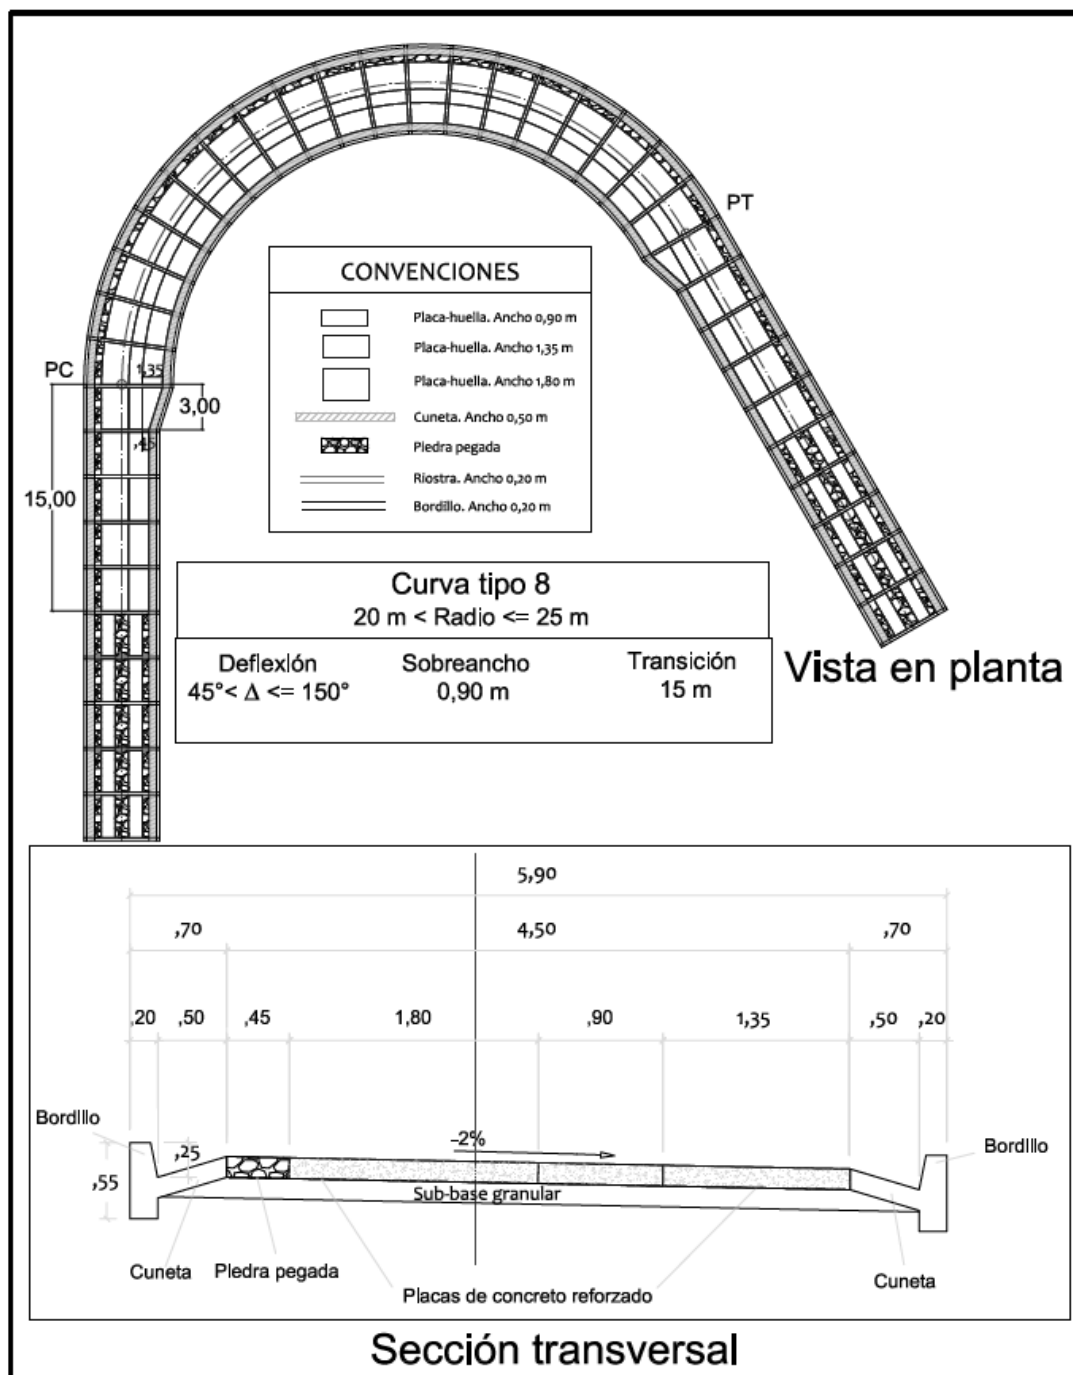 PT
CONVENCIONES
Placa-huella. Ancho 0,90 m
Placa-huella. Ancho 1,35 m
Placa-huella. Ancho 1,80 m
Cuneta. Ancho 0,50 m
Piedra pegada
Riostra. Ancho 0,20 m
Bordillo. Ancho 0,20 m
PC
1,35
3,00
,45
15,00
Curva tipo 8
20 m < Radio <= 25 m
Deflexión
45°< Δ <= 150°
Sobreancho
0,90 m
Transición
15 m
Vista en planta
5,90
,70
4,50
,70
,20
,50
,45
1,80
,90
1,35
,50
,20
Bordillo
,25
,55
–2%
Bordillo
Sub-base granular
Cuneta
Piedra pegada
Placas de concreto reforzado
Cuneta
Sección transversal